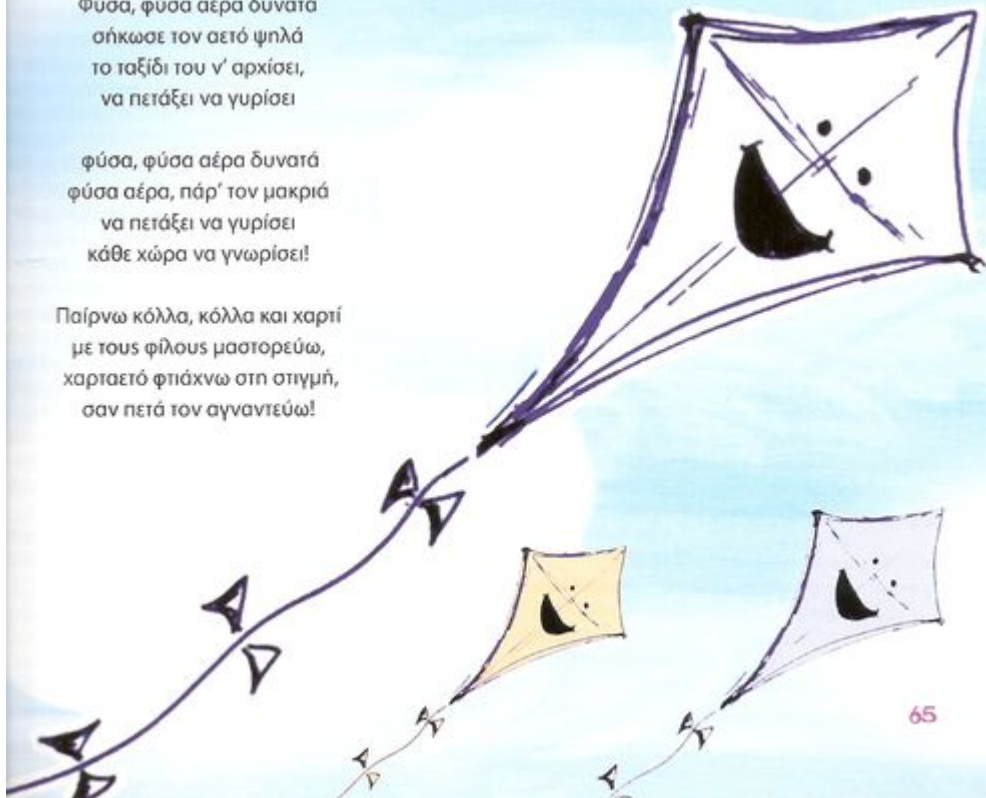 Φύσα, φύσα αέρα δυνατά
σήκωσε τον αετό ψηλά
το ταξίδι του ν' αρχίσει,
να πετάξει να γυρίσει
φύσα, φύσα αέρα δυνατά
φύσα αέρα, πάρ' τον μακριά
να πετάξει να γυρίσει
κάθε χώρα να γνωρίσει!
Παίρνω κόλλα, κόλλα και χαρτί
με τους φίλους μαστορεύω,
χαρταετό φτιάχνω στη στιγμή,
σαν πετά τον αγναντεύω!
65